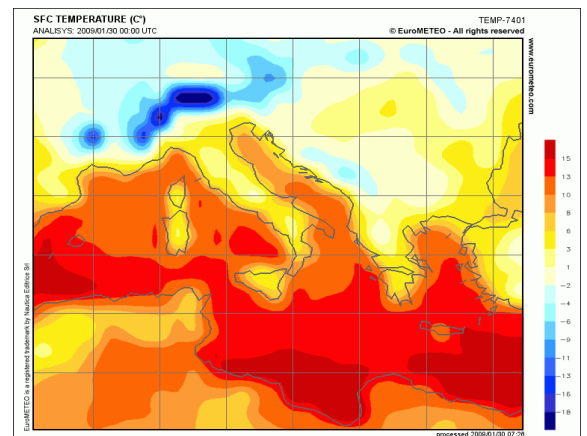 SFC TEMPERATURE (C°)
TEMP-7401
ANALISYS: 2009/01/30 00:00 UTC
© EuroMETEO - All rights reserved
www.eurometeo.com
EuroMETEO is a registered trademark by Nautica Editrice Srl
15
13
10
8
6
3
1
-2
-4
-6
-9
-11
-13
-16
-18
processed 2009/01/30 07:26